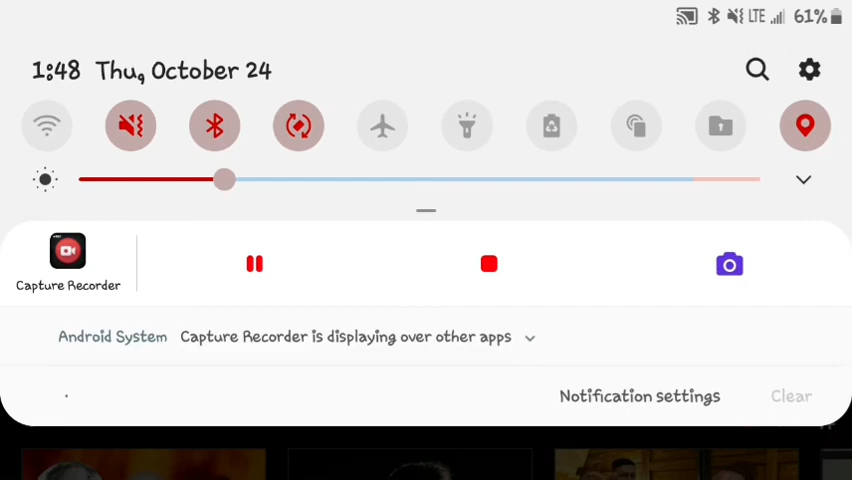 LTE 61%
1:48 Thu, October 24
Capture Recorder
Android System Capture Recorder is displaying over other apps
Notification settings Clear